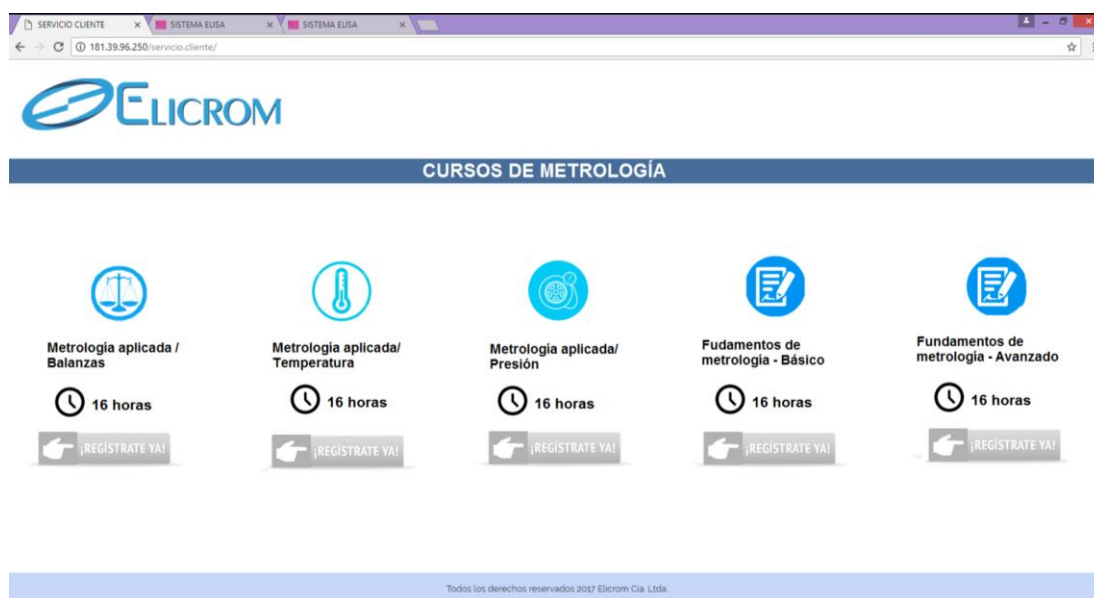 SERVICIO CLIENTE
SISTEMA ELISA
SISTEMA ELISA
181.39.96.250/servicio.cliente/
ELICROM
CURSOS DE METROLOGÍA
Metrología aplicada /
Balanzas
16 horas
¡REGÍSTRATE YA!
Metrología aplicada/
Temperatura
16 horas
¡REGÍSTRATE YA!
Metrología aplicada/
Presión
16 horas
¡REGÍSTRATE YA!
Fudamentos de
metrologia - Básico
16 horas
¡REGÍSTRATE YA!
Fundamentos de
metrología - Avanzado
16 horas
¡REGÍSTRATE YA!
Todos los derechos reservados 2017 Elicrom Cia. Ltda.